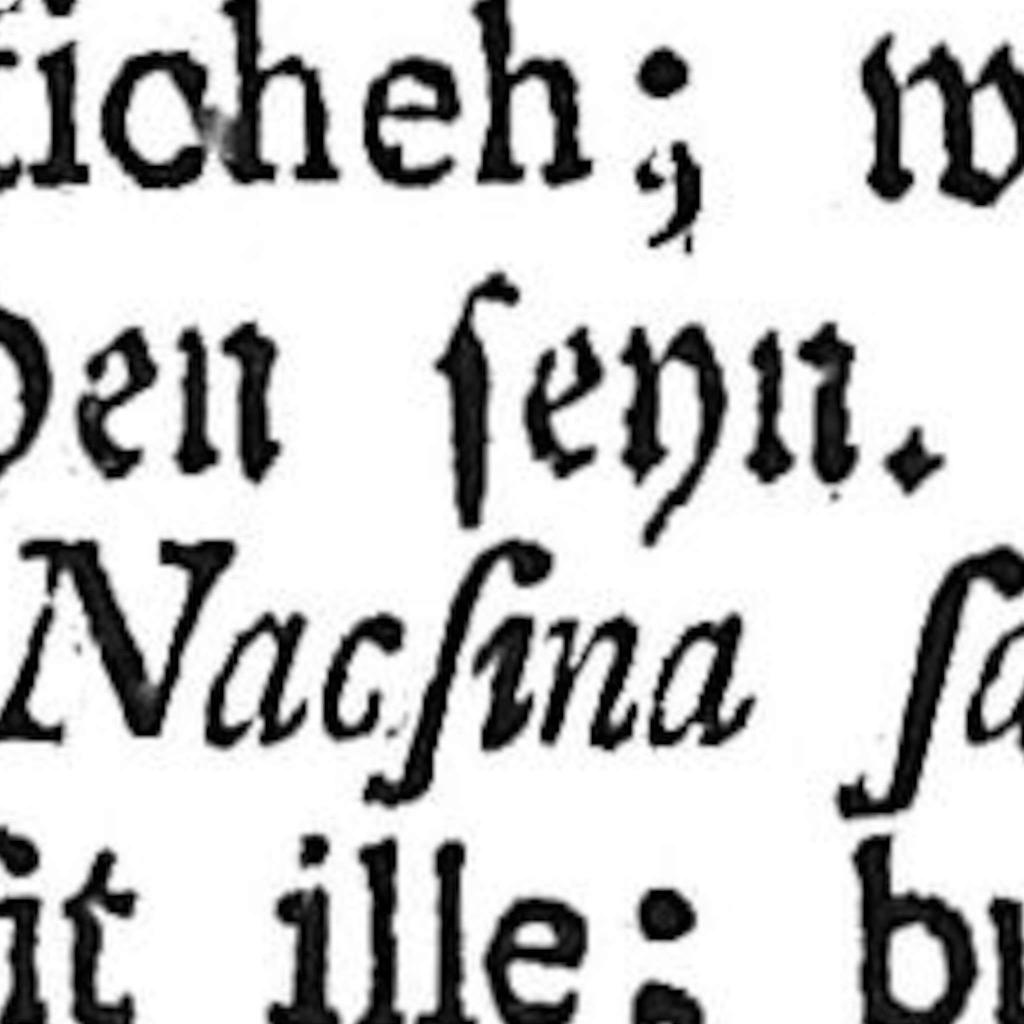 ticheh; w
den ſeyn.
Nacſina ſa
it ille; bu